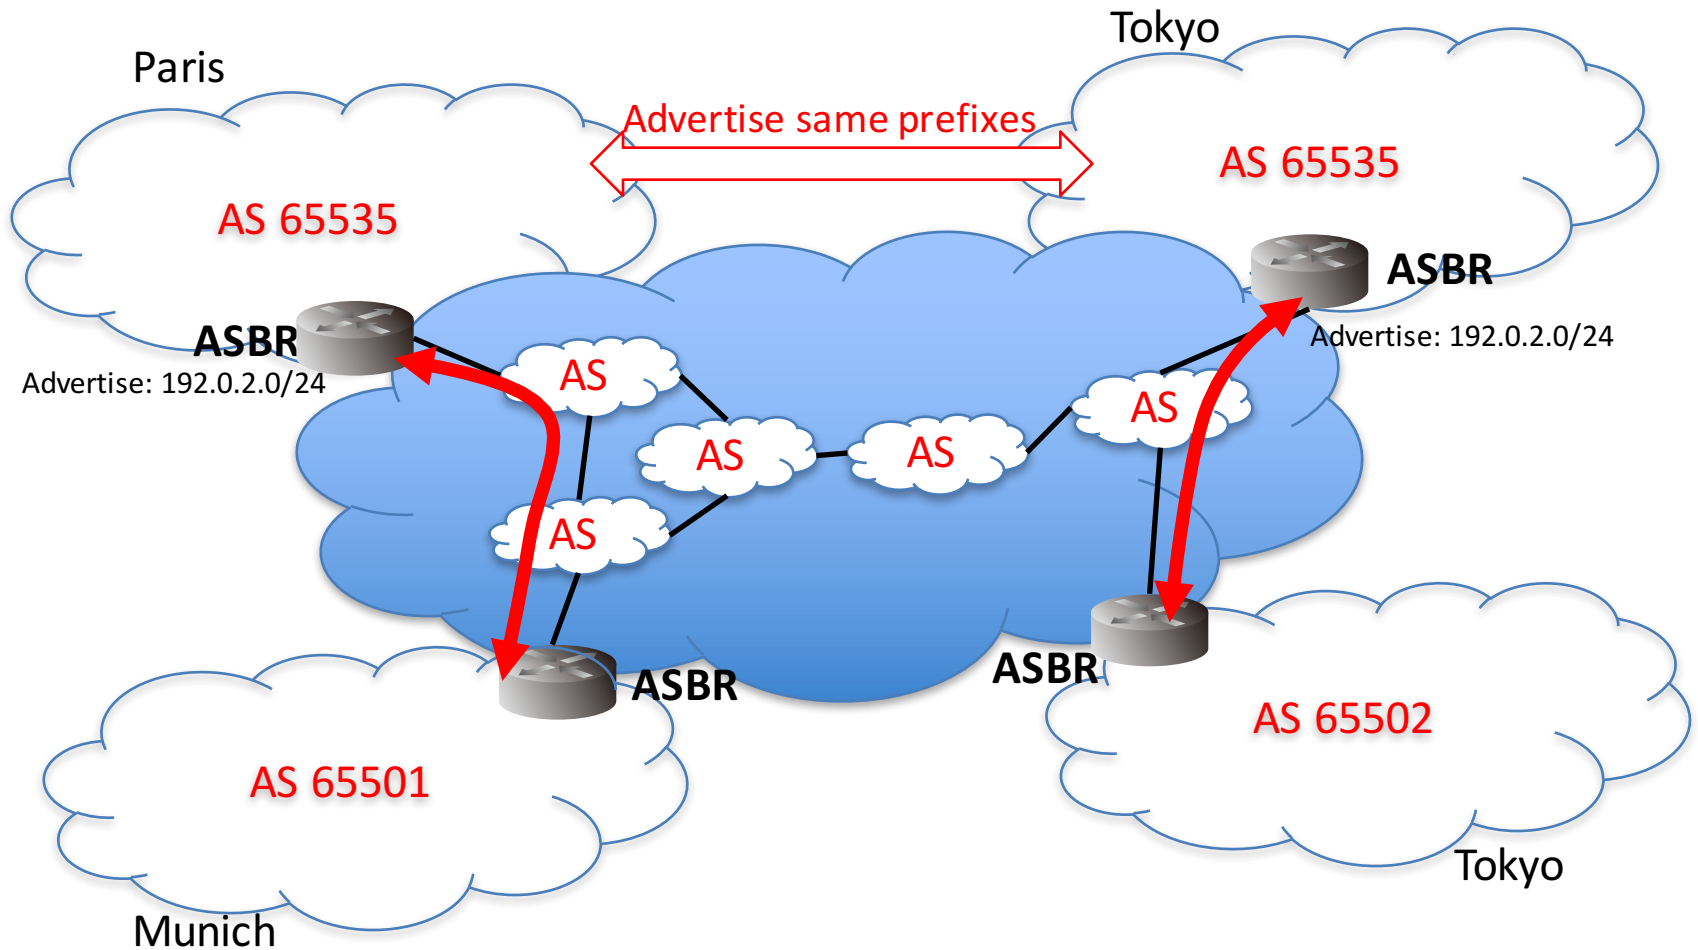 Tokyo
Paris
Advertise same prefixes
AS 65535
AS 65535
ASBR
ASBR
Advertise: 192.0.2.0/24
Advertise: 192.0.2.0/24
AS
AS
AS
AS
AS
ASBR
ASBR
AS 65502
AS 65501
Tokyo
Munich